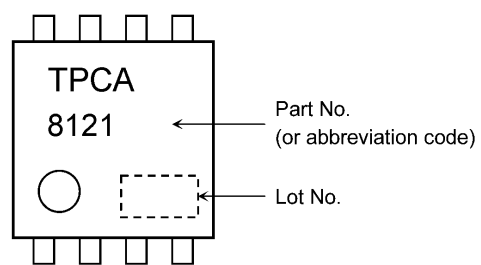 TPCA
8121
Part No.
(or abbreviation code)
Lot No.